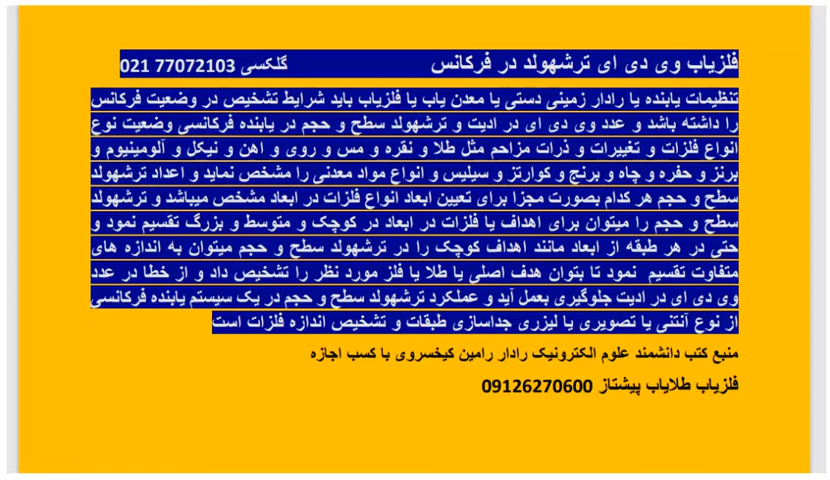 فلزیاب وی دی ای ترشهولد در فرکانس گلکسی 77072103 021
تنظیمات یابنده یا رادار زمینی دستی یا معدن یاب یا فلزیاب باید شرایط تشخیص در وضعیت فرکانس
را داشته باشد و عدد وی دی ای در ادیت و ترشهولد سطح و حجم در یابنده فرکانسی وضعیت نوع
انواع فلزات و تغییرات و ذرات مزاحم مثل طلا و نقره و مس و روی و اهن و نیکل و آلومینیوم و
برنز و حفره و چاه و برنج و کوارتز و سیلیس و انواع مواد معدنی را مشخص نماید و اعداد ترشهولد
سطح و حجم هر کدام بصورت مجزا برای تعیین ابعاد انواع فلزات در ابعاد مشخص میباشد و ترشهولد
سطح و حجم را میتوان برای اهداف یا فلزات در ابعاد در کوچک و متوسط و بزرگ تقسیم نمود و
حتی در هر طبقه از ابعاد مانند اهداف کوچک را در ترشهولد سطح و حجم میتوان به اندازه های
متفاوت تقسیم نمود تا بتوان هدف اصلی یا طلا یا فلز مورد نظر را تشخیص داد و از خطا در عدد
وی دی ای در ادیت جلوگیری بعمل آید و عملکرد ترشهولد سطح و حجم در یک سیستم یابنده فرکانسی
از نوع آنتنی یا تصویری یا لیزری جداسازی طبقات و تشخیص اندازه فلزات است
منبع کتب دانشمند علوم الکترونیک رادار رامین کیخسروی با کسب اجازه
فلزیاب طلایاب پیشتاز 09126270600